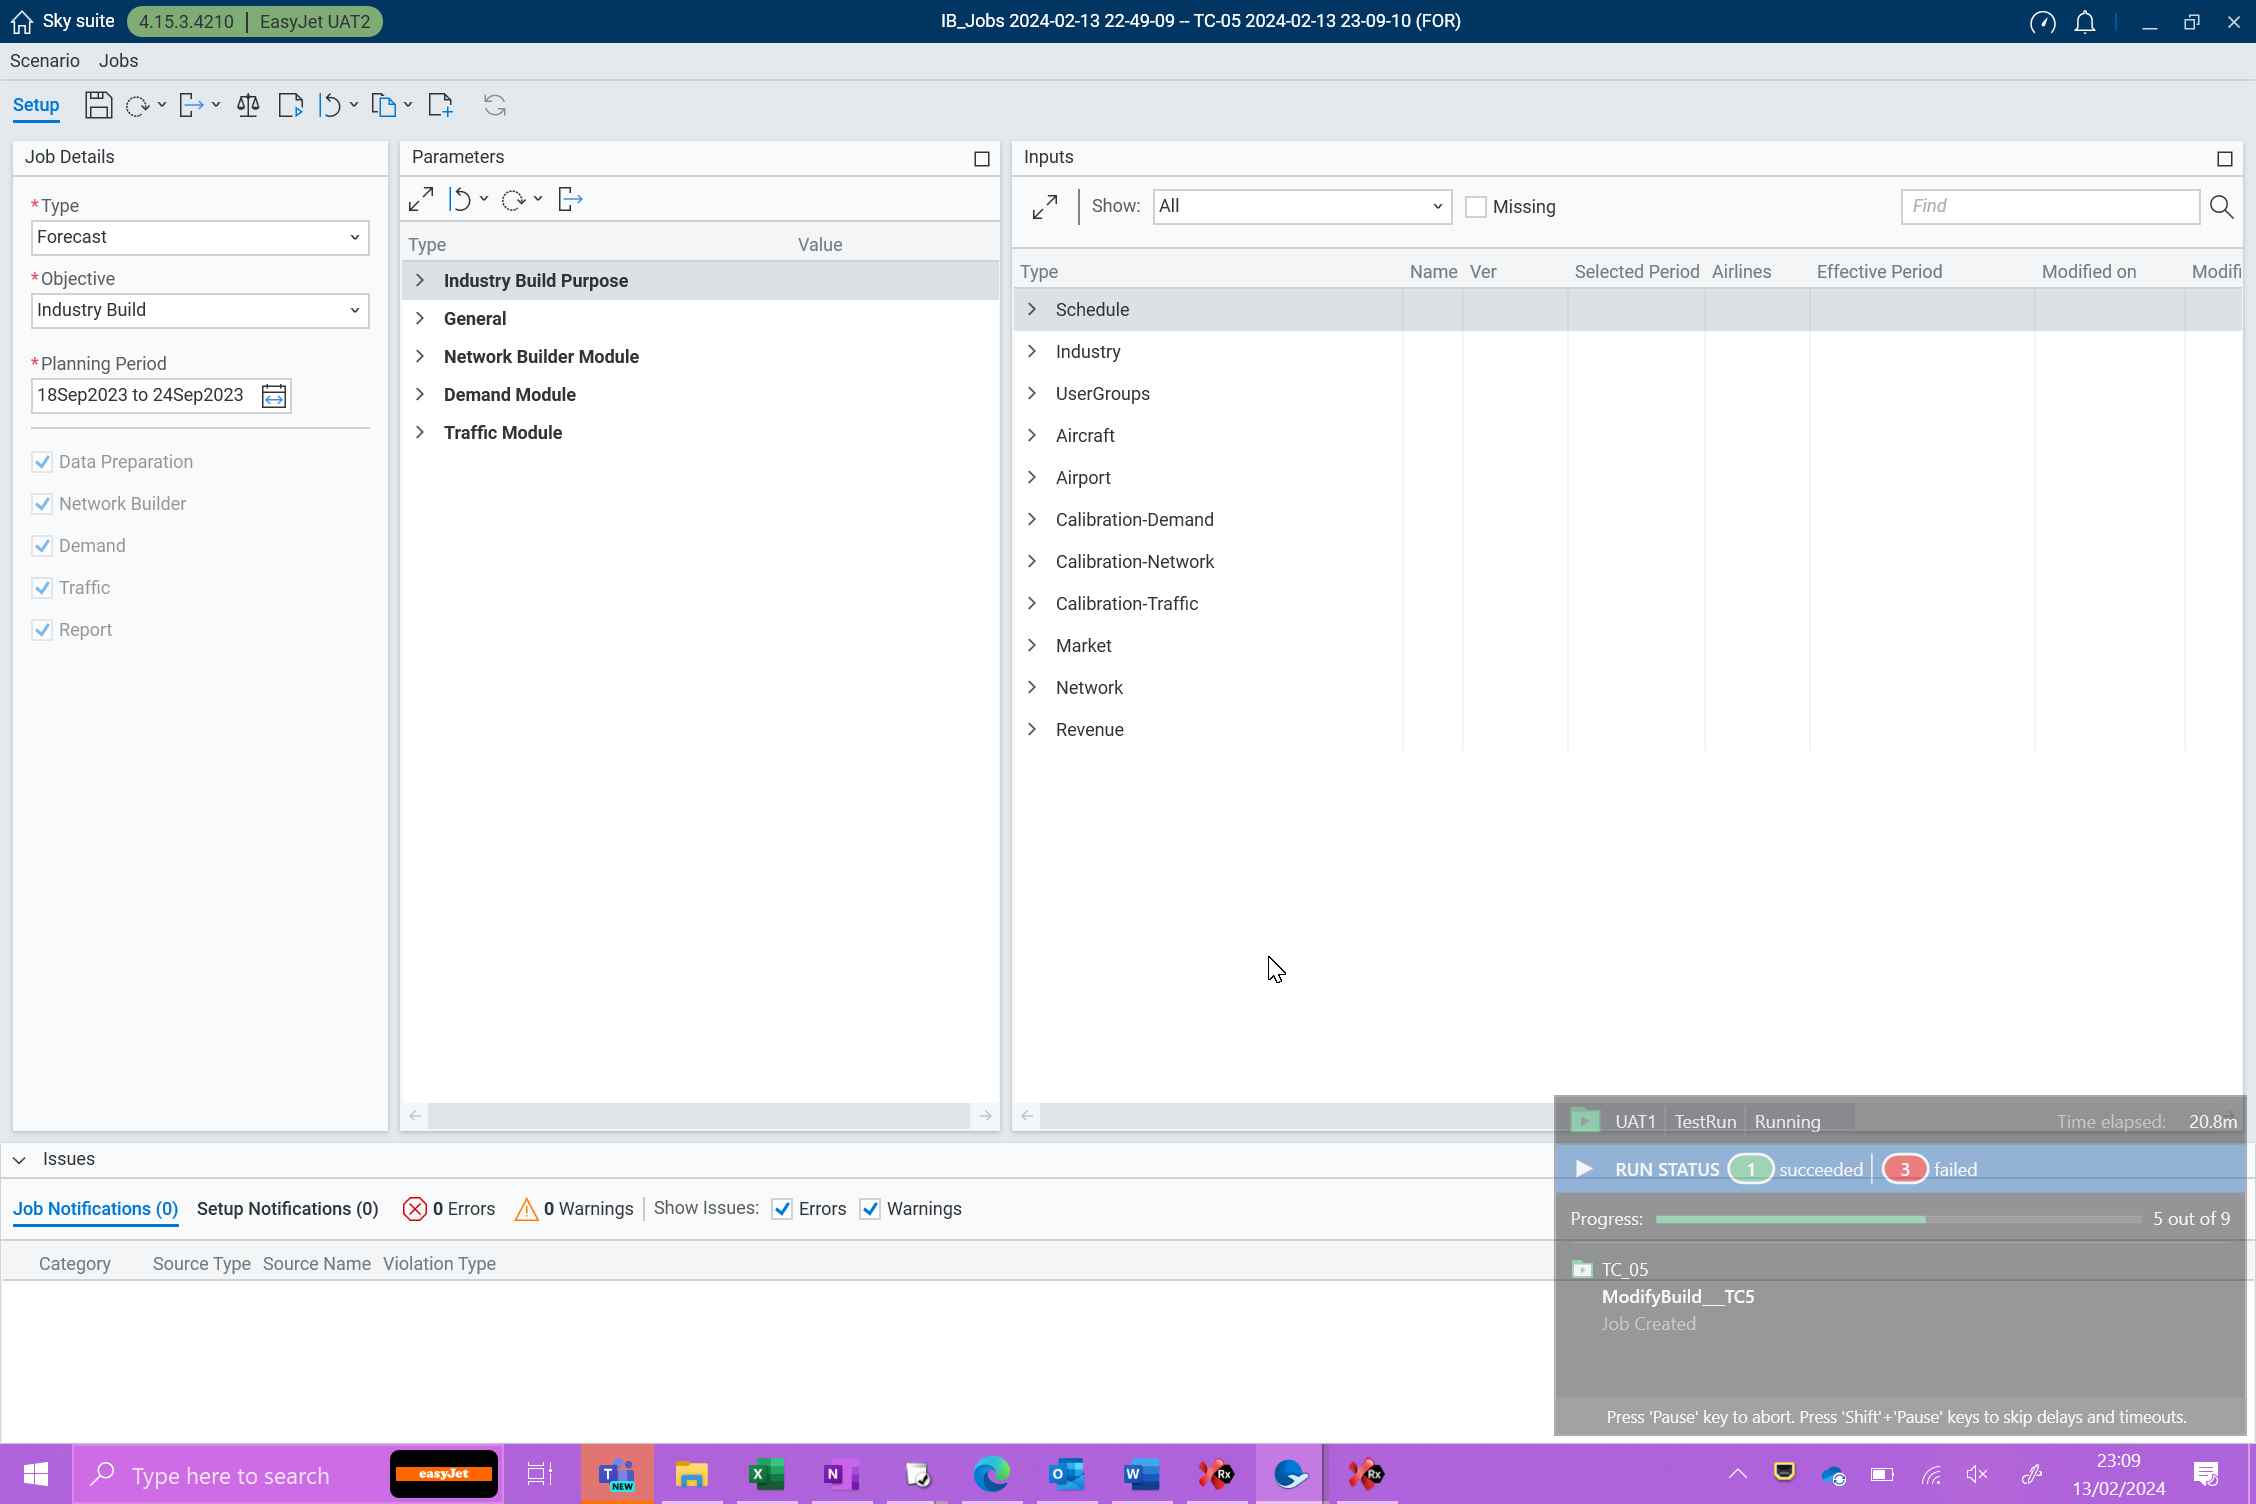 Sky suite 4.15.3.4210 | EasyJet UAT2 IB_Jobs 2024-02-13 22-49-09 -- TC-05 2024-02-13 23-09-10 (FOR)
Scenario Jobs
Setup
Job Details
*Type
Forecast
*Objective
Industry Build
*Planning Period
18Sep2023 to 24Sep2023
Data Preparation
Network Builder
Demand
Traffic
Report
Parameters
Type Value
Industry Build Purpose
General
Network Builder Module
Demand Module
Traffic Module
Inputs
Show: All Missing Find
Type Name Ver Selected Period Airlines Effective Period Modified on Modifi
Schedule
Industry
UserGroups
Aircraft
Airport
Calibration-Demand
Calibration-Network
Calibration-Traffic
Market
Network
Revenue
Issues
Job Notifications (0) Setup Notifications (0) 0 Errors 0 Warnings Show Issues: Errors Warnings
Category Source Type Source Name Violation Type
UAT1 TestRun Running Time elapsed: 20.8m
RUN STATUS 1 succeeded 3 failed
Progress: 5 out of 9
TC_05
ModifyBuild___TC5
Job Created
Press 'Pause' key to abort. Press 'Shift'+'Pause' keys to skip delays and timeouts.
Type here to search easyJet NEW 23:09
13/02/2024